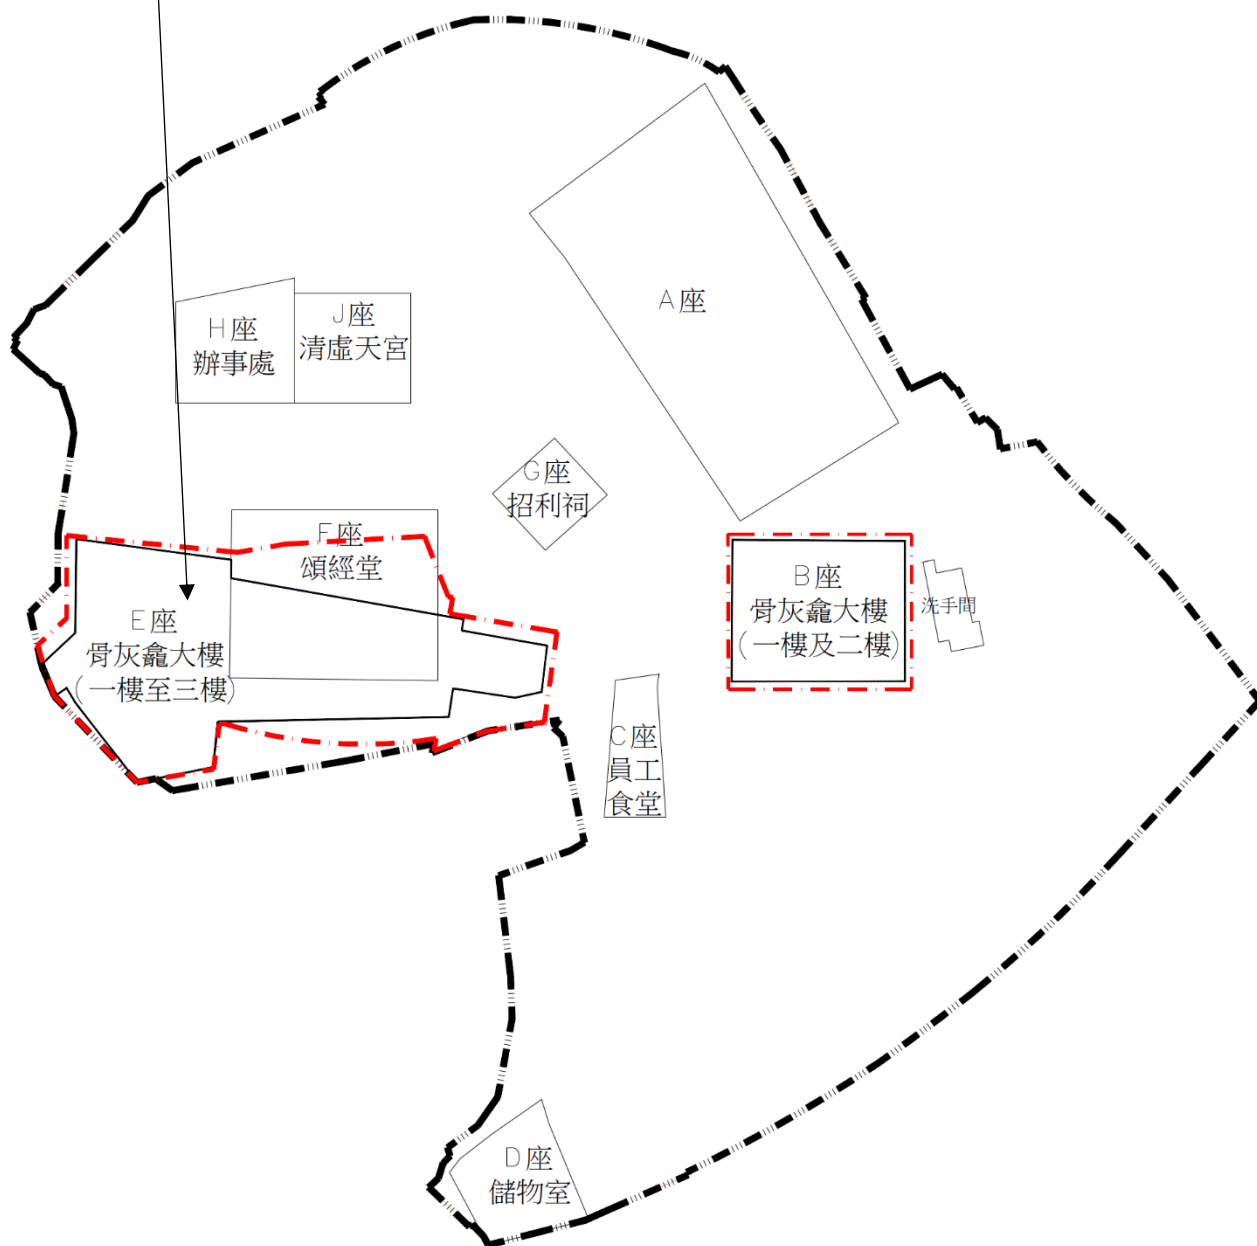 A座
H座
辦事處
J座
清虛天宮
G座
招利祠
F座
頌經堂
E座
骨灰龕大樓
(一樓至三樓)
B座
骨灰龕大樓
(一樓及二樓)
洗手間
C座
員工
食堂
D座
儲物室